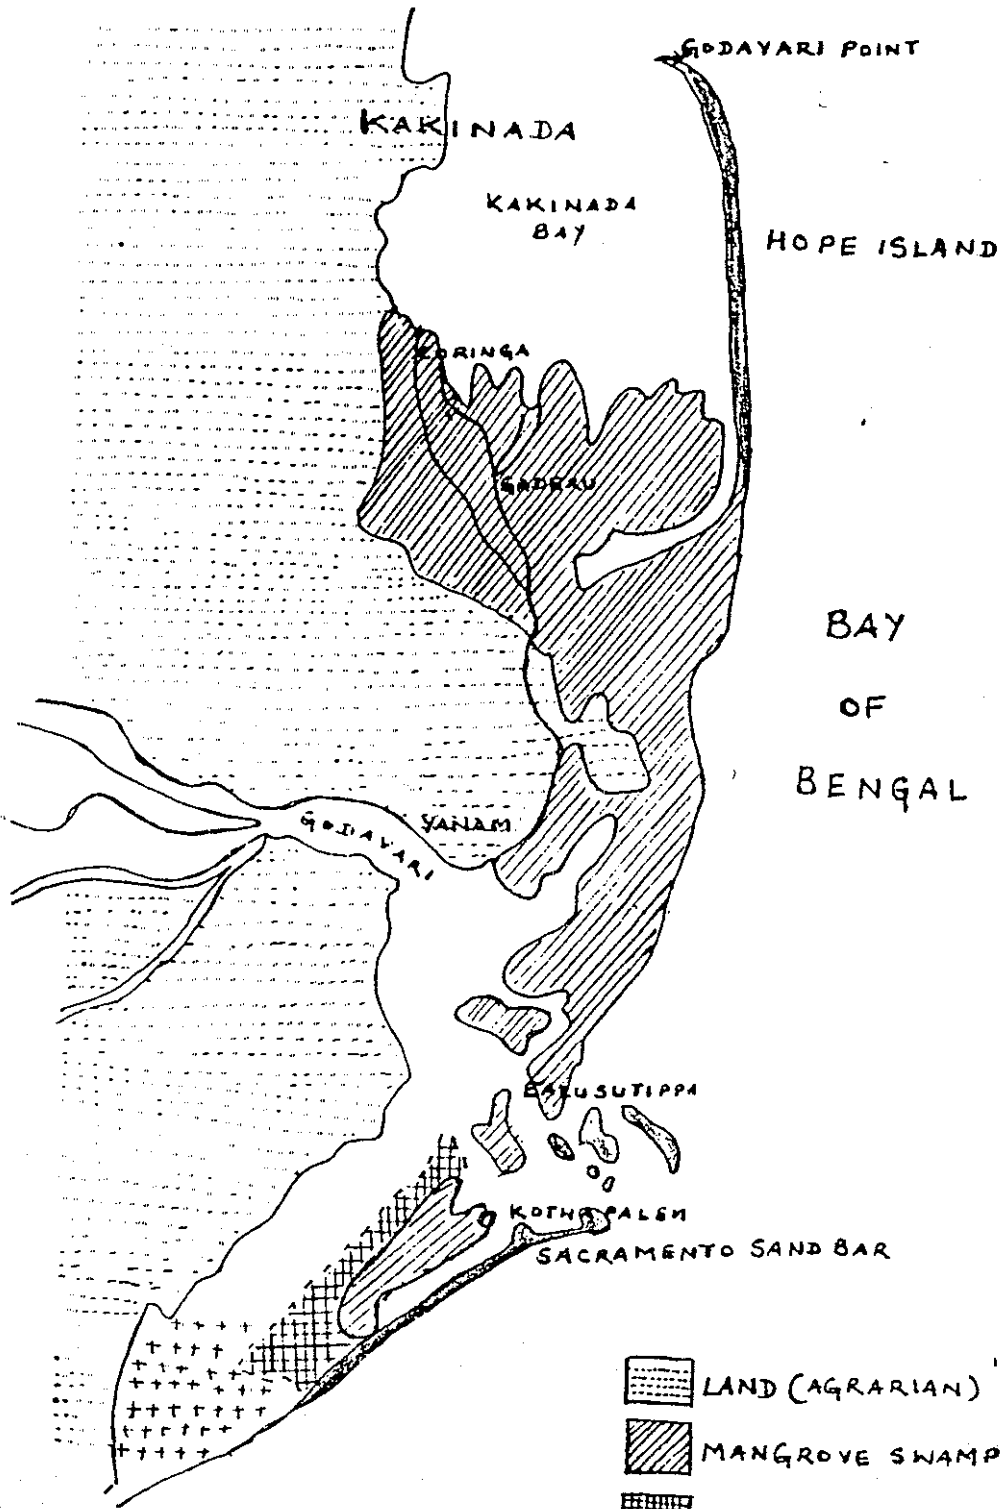 GODAVARI POINT
KAKINADA
KAKINADA
BAY
HOPE ISLAND
CORINGA
GADERU
BAY
OF
BENGAL
GODAVARI
YANAM
BALUSUTIPPA
KOTHAPALEM
SACRAMENTO SAND BAR
LAND (AGRARIAN)
MANGROVE SWAMP